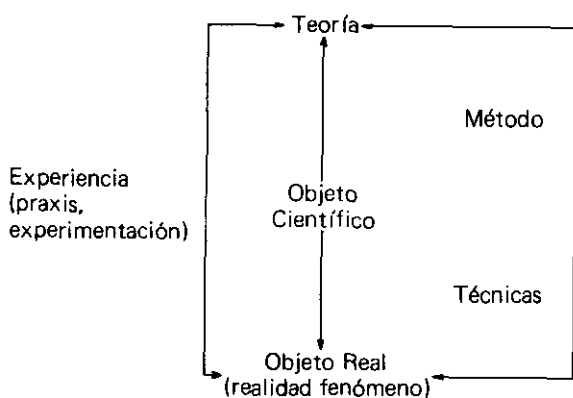 Teoría
Método
Experiencia
(praxis,
experimentación)
Objeto
Científico
Técnicas
Objeto Real
(realidad fenómeno)